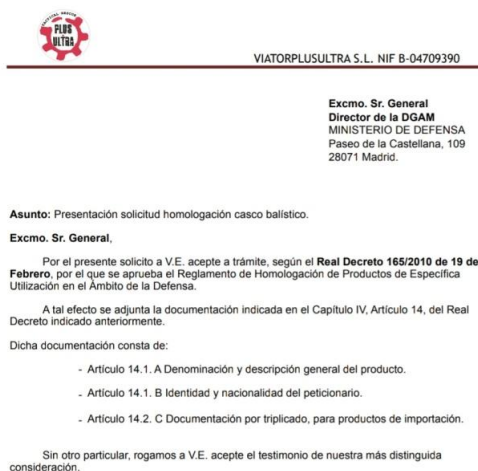 PLUS
ULTRA
VIATORPLUSULTRA S.L. NIF B-04709390
Excmo. Sr. General
Director de la DGAM
MINISTERIO DE DEFENSA
Paseo de la Castellana, 109
28071 Madrid.
Asunto: Presentación solicitud homologación casco balístico.
Excmo. Sr. General,
Por el presente solicito a V.E. acepte a trámite, según el Real Decreto 165/2010 de 19 de
Febrero, por el que se aprueba el Reglamento de Homologación de Productos de Específica
Utilización en el Ámbito de la Defensa.
A tal efecto se adjunta la documentación indicada en el Capítulo IV, Artículo 14, del Real
Decreto indicado anteriormente.
Dicha documentación consta de:
- Artículo 14.1. A Denominación y descripción general del producto.
- Artículo 14.1. B Identidad y nacionalidad del peticionario.
- Artículo 14.2. C Documentación por triplicado, para productos de importación.
Sin otro particular, rogamos a V.E. acepte el testimonio de nuestra más distinguida
consideración.